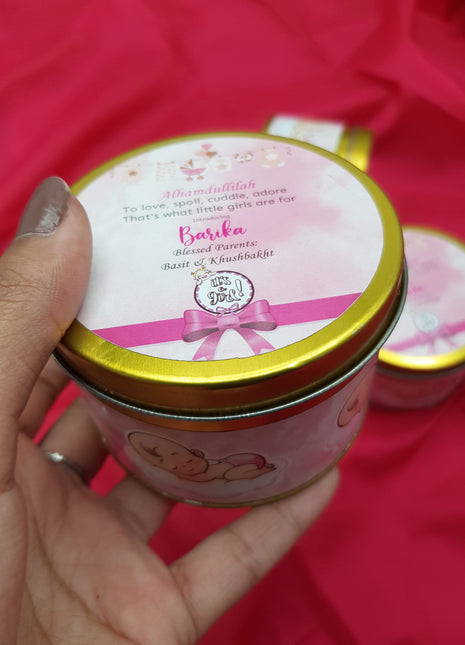 Alhamdullilah
To love, spoil, cuddle, adore
That's what little girls are for
Introducing
Barika
Blessed Parents:
Basit & Khushbakht
it's
a
girl!